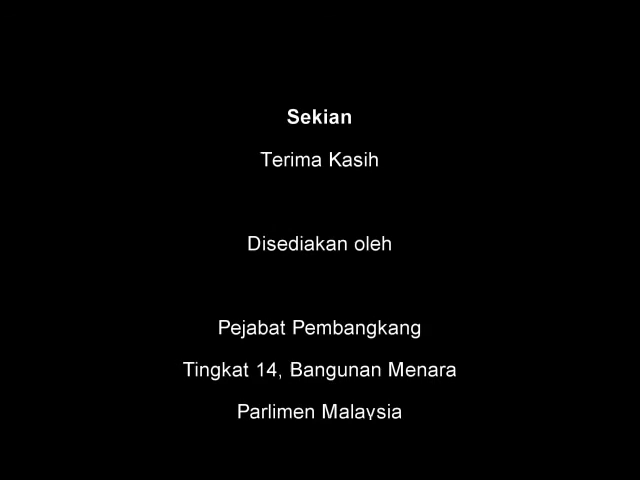 Sekian
Terima Kasih
Disediakan oleh
Pejabat Pembangkang
Tingkat 14, Bangunan Menara
Parlimen Malaysia